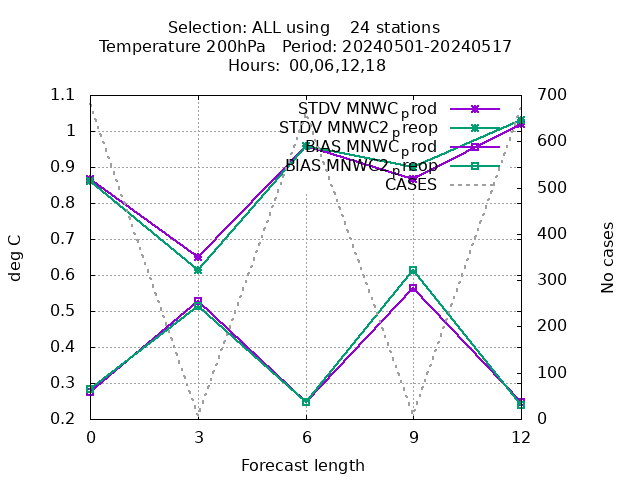 Selection: ALL using    24 stations
Temperature 200hPa   Period: 20240501-20240517
Hours: 00,06,12,18
STDV MNWC_prod
STDV MNWC2_preop
BIAS MNWC_prod
BIAS MNWC2_preop
CASES
1.1
1
0.9
0.8
0.7
0.6
0.5
0.4
0.3
0.2
deg C
700
600
500
400
300
200
100
0
No cases
0 3 6 9 12
Forecast length